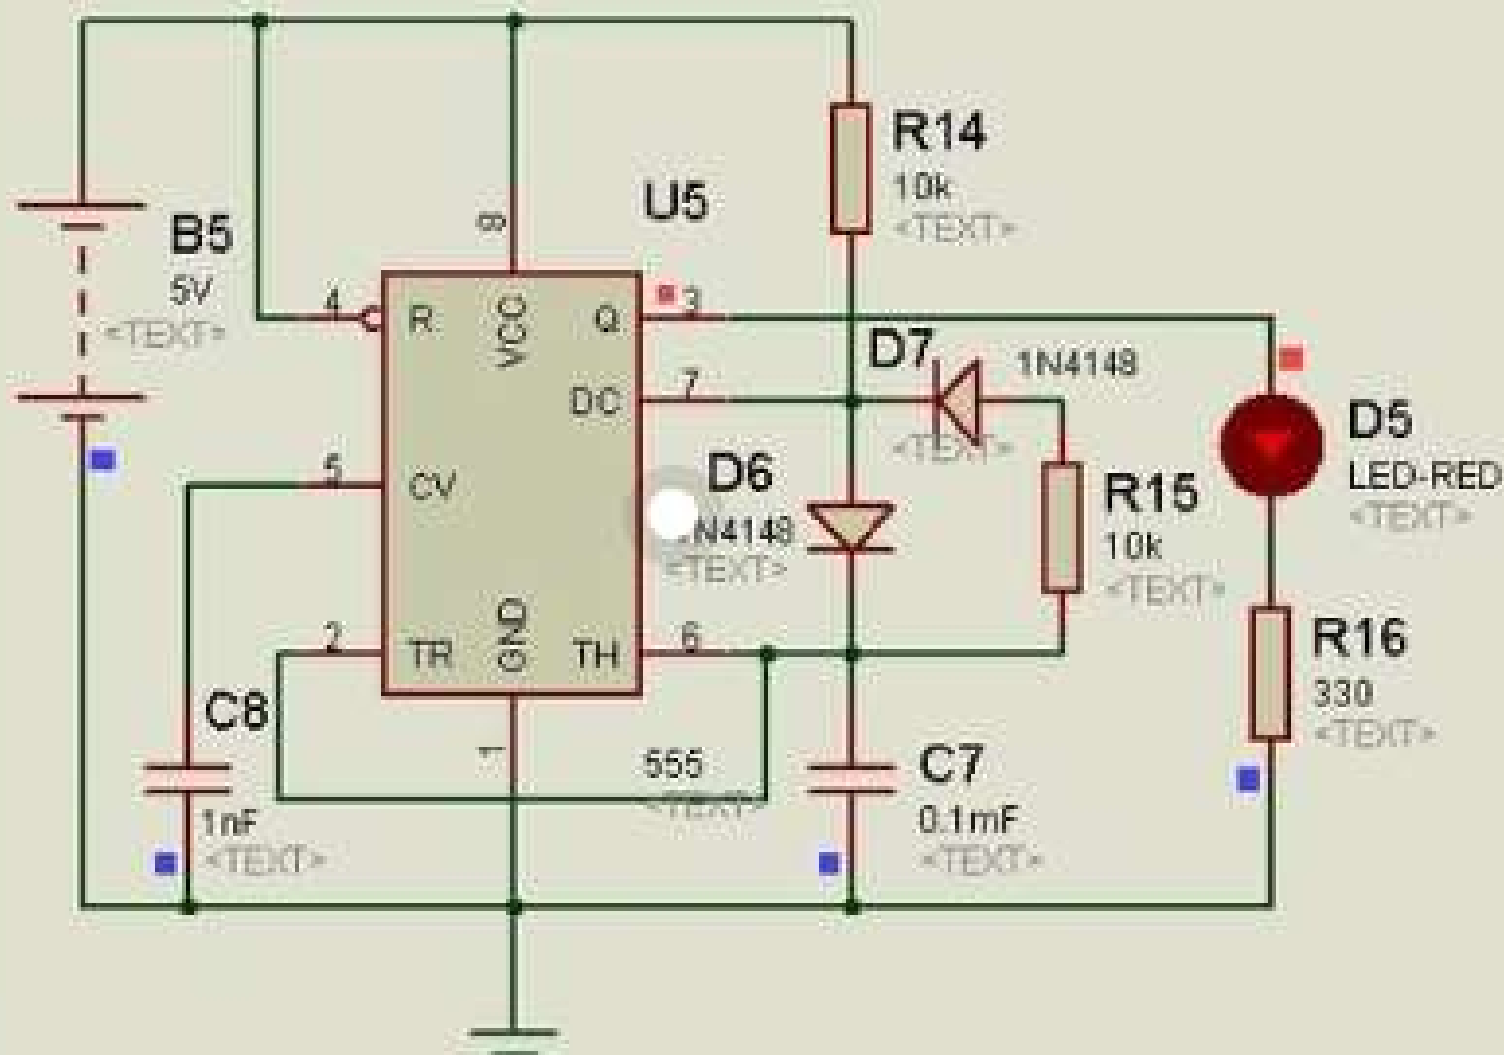 R14
10k
<TEXT>
B5
5V
<TEXT>
U5
8
4
R
VCC
Q
3
D7
1N4148
DC
7
<TEXT>
D5
LED-RED
<TEXT>
5
CV
D6
1N4148
<TEXT>
R15
10k
<TEXT>
2
TR
GND
TH
6
R16
330
<TEXT>
C8
1nF
<TEXT>
1
555
<TEXT>
C7
0.1mF
<TEXT>